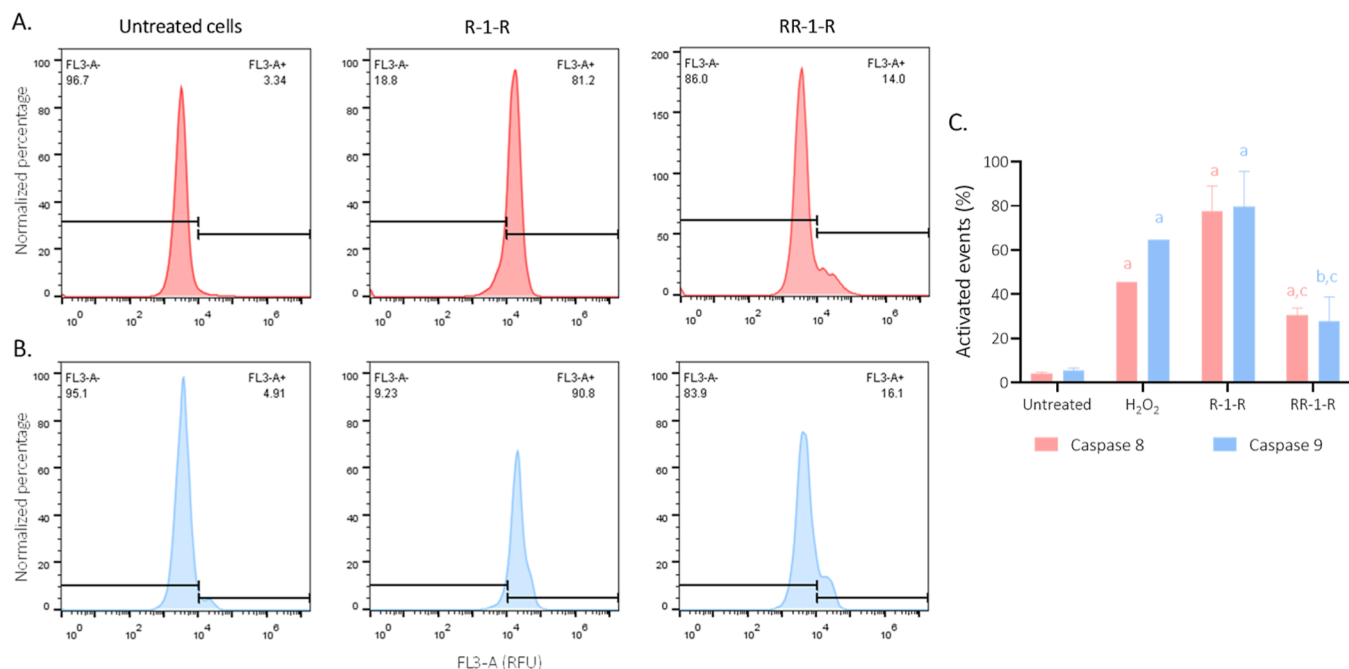 A.
Untreated cells
R-1-R
RR-1-R
FL3-A-
96.7
FL3-A+
3.34
100
80
60
40
20
0
10^0 10^2 10^4 10^6
FL3-A-
18.8
FL3-A+
81.2
100
80
60
40
20
0
10^0 10^2 10^4 10^6
FL3-A-
86.0
FL3-A+
14.0
200
150
100
50
0
10^0 10^2 10^4 10^6
Normalized percentage
B.
FL3-A-
95.1
FL3-A+
4.91
100
80
60
40
20
0
10^0 10^2 10^4 10^6
FL3-A-
9.23
FL3-A+
90.8
100
80
60
40
20
0
10^0 10^2 10^4 10^6
FL3-A-
83.9
FL3-A+
16.1
100
80
60
40
20
0
10^0 10^2 10^4 10^6
Normalized percentage
FL3-A (RFU)
C.
Activated events (%)
100
80
60
40
20
0
a a a a a,c b,c
Untreated H₂O₂ R-1-R RR-1-R
Caspase 8 Caspase 9